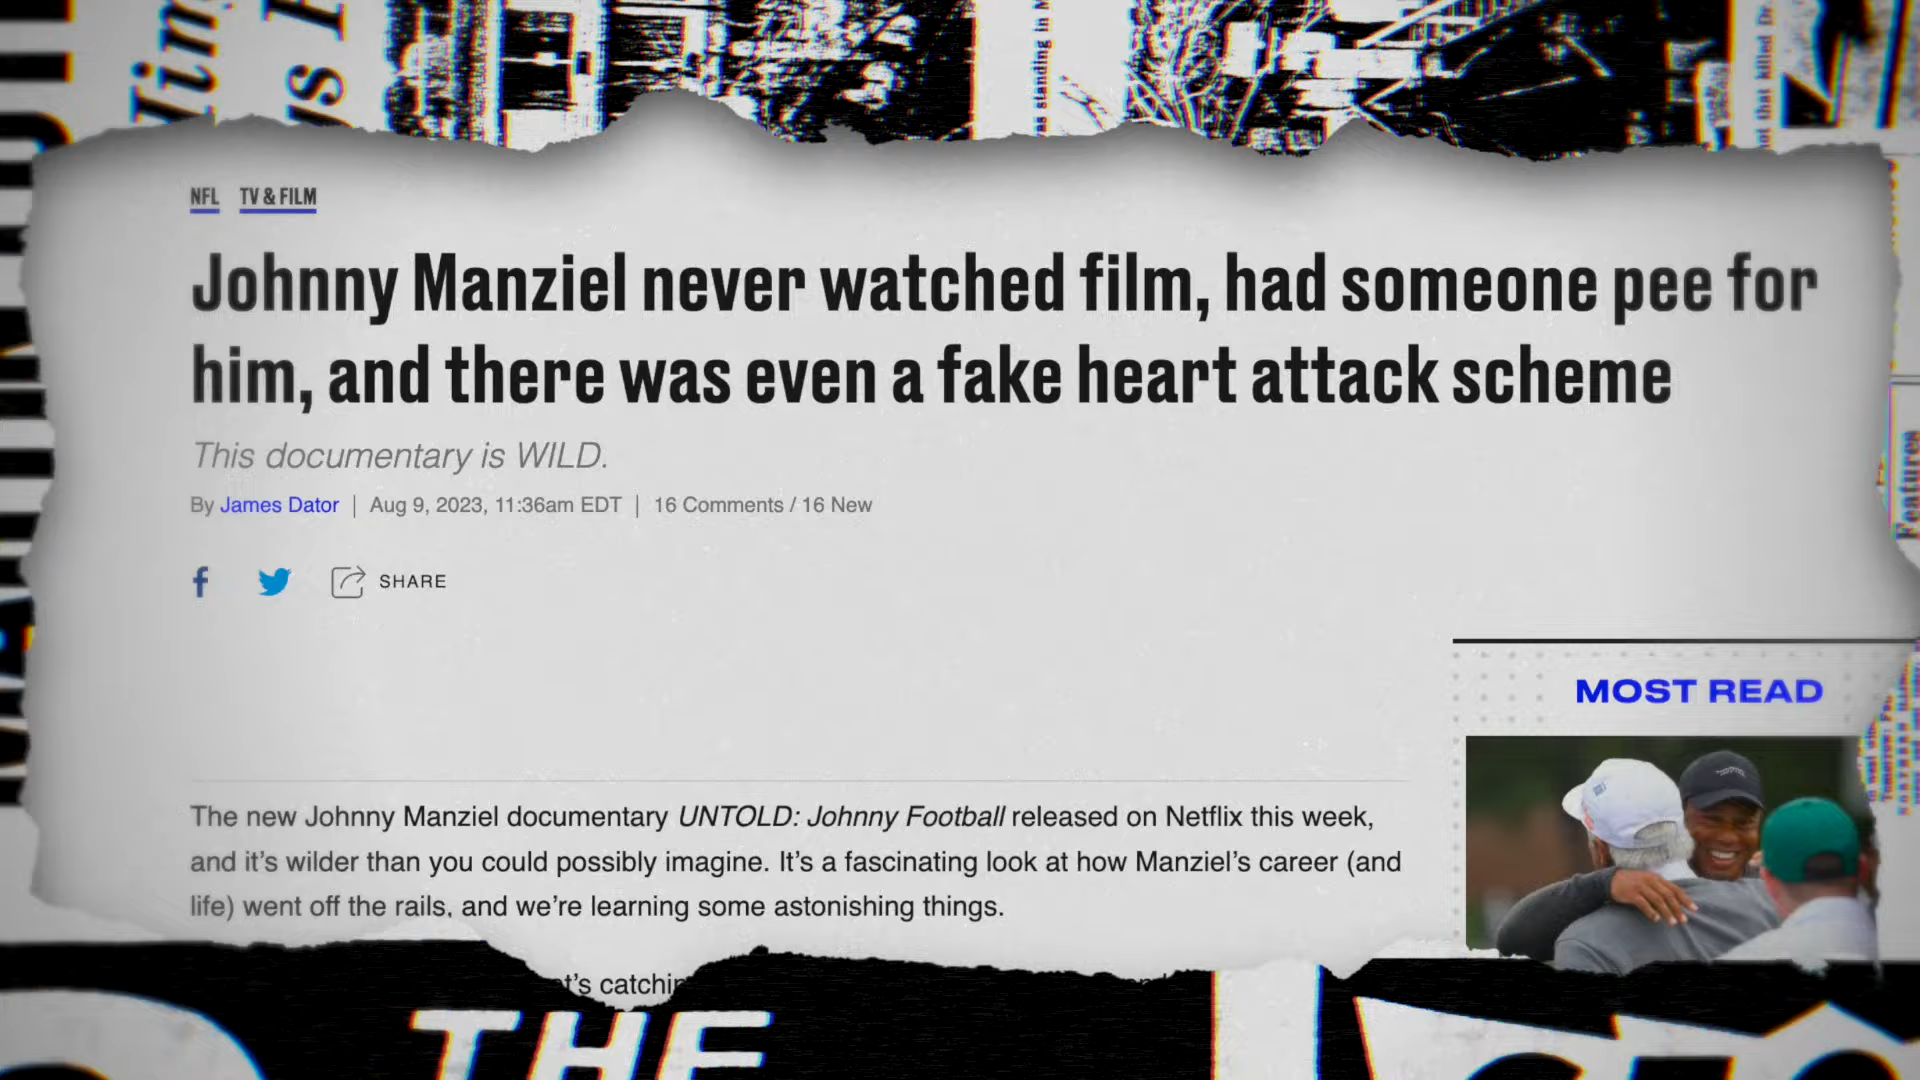 NFL TV & FILM
Johnny Manziel never watched film, had someone pee for
him, and there was even a fake heart attack scheme
This documentary is WILD.
By James Dator | Aug 9, 2023, 11:36am EDT | 16 Comments / 16 New
SHARE
MOST READ
The new Johnny Manziel documentary UNTOLD: Johnny Football released on Netflix this week,
and it’s wilder than you could possibly imagine. It’s a fascinating look at how Manziel’s career (and
life) went off the rails, and we’re learning some astonishing things.
THE
Features